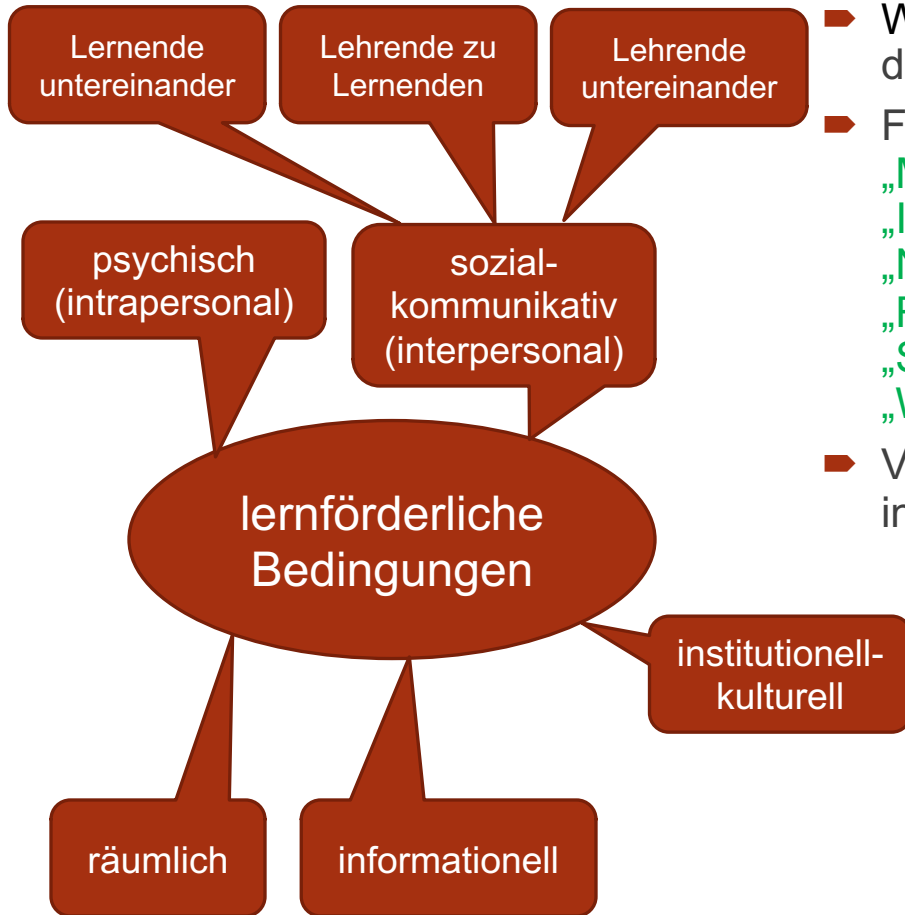 Lernende
untereinander
Lehrende zu
Lernenden
Lehrende
untereinander
psychisch
(intrapersonal)
sozial-
kommunikativ
(interpersonal)
lernförderliche
Bedingungen
institutionell-
kulturell
räumlich
informationell